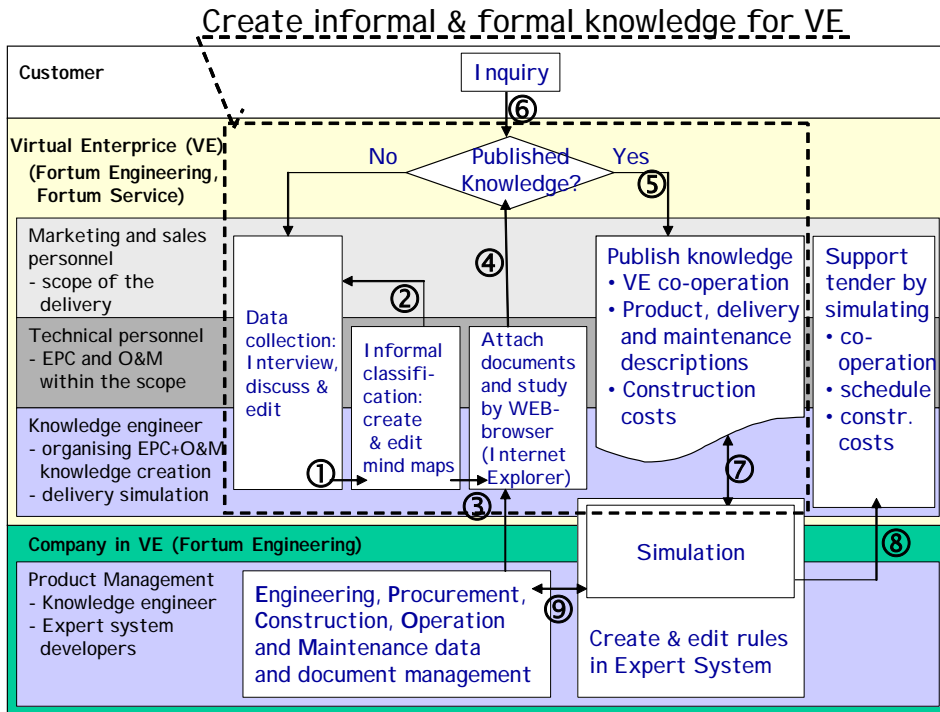 Create informal & formal knowledge for VE
Customer
Inquiry
⑥
Virtual Enterprice (VE)
(Fortum Engineering,
Fortum Service)
No
Published
Knowledge?
Yes
⑤
Marketing and sales
personnel
- scope of the
delivery
Technical personnel
- EPC and O&M
within the scope
Knowledge engineer
- organising EPC+O&M
knowledge creation
- delivery simulation
Data
collection:
Interview,
discuss &
edit
①
②
Informal
classifi-
cation:
create
& edit
mind maps
③
④
Attach
documents
and study
by WEB-
browser
(Internet
Explorer)
Publish knowledge
• VE co-operation
• Product, delivery
and maintenance
descriptions
• Construction
costs
⑦
Support
tender by
simulating
• co-
operation
• schedule
• constr.
costs
⑧
Company in VE (Fortum Engineering)
Product Management
- Knowledge engineer
- Expert system
developers
Engineering, Procurement,
Construction, Operation
and Maintenance data
and document management
⑨
Simulation
Create & edit rules
in Expert System